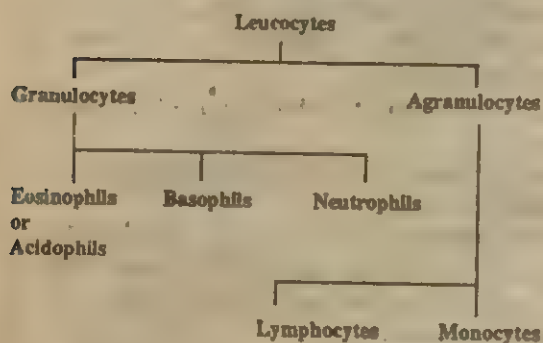 Leucocytes
Granulocytes
Agranulocytes
Eosinophils
or
Acidophils
Basophils
Neutrophils
Lymphocytes
Monocytes